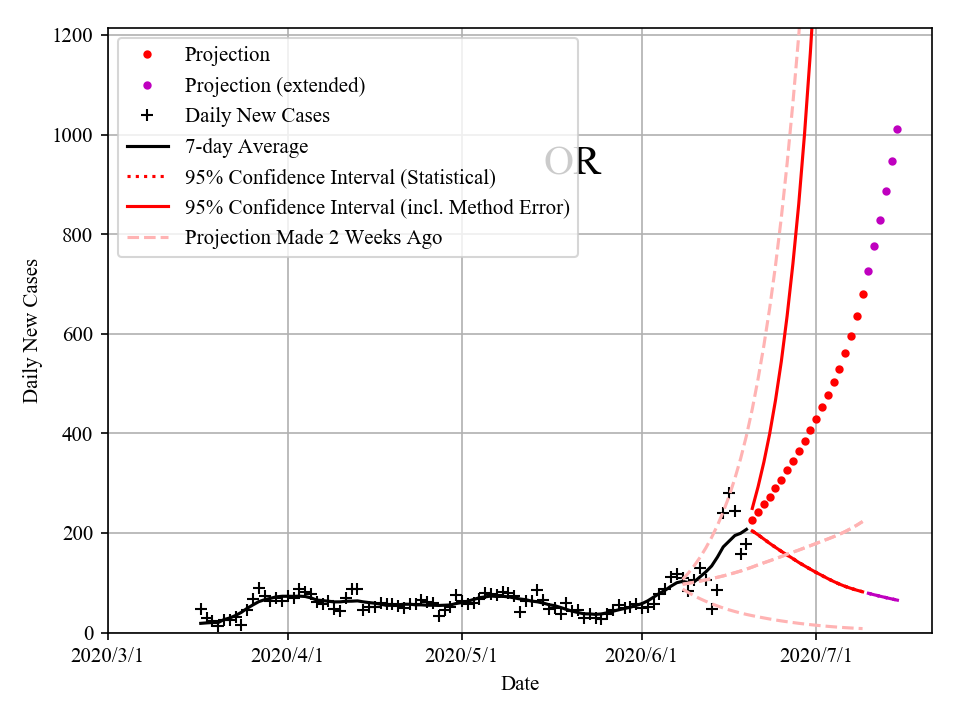 1200
1000
800
600
400
200
0
Daily New Cases
Projection
Projection (extended)
Daily New Cases
7-day Average
95% Confidence Interval (Statistical)
95% Confidence Interval (incl. Method Error)
Projection Made 2 Weeks Ago
OR
2020/3/1 2020/4/1 2020/5/1 2020/6/1 2020/7/1
Date